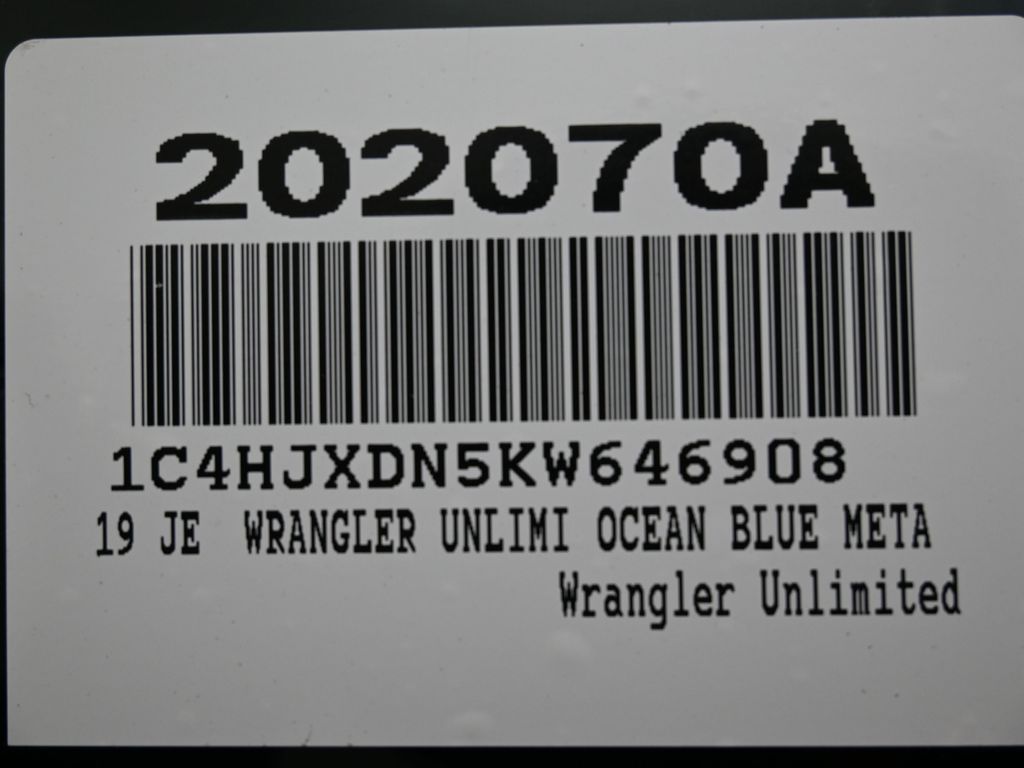 202070A
1C4HJXDN5KW646908
19 JE WRANGLER UNLIMI OCEAN BLUE META
Wrangler Unlimited